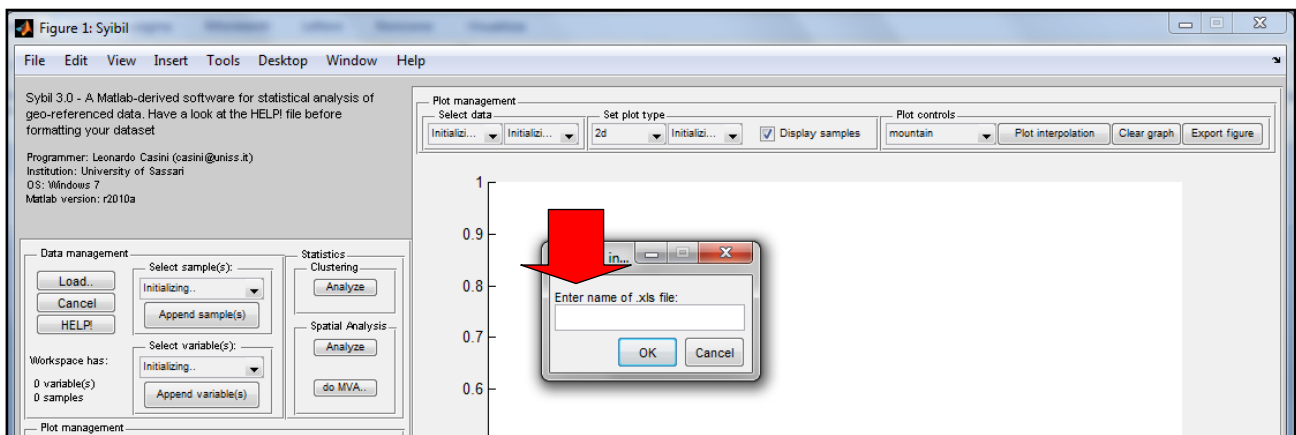 Figure 1: Syibil
File Edit View Insert Tools Desktop Window Help
Sybil 3.0 - A Matlab-derived software for statistical analysis of
geo-referenced data. Have a look at the HELP! file before
formatting your dataset
Programmer: Leonardo Casini (casini@uniss.it)
Institution: University of Sassari
OS: Windows 7
Matlab version: r2010a
Plot management
Select data
Initializi...
Initializi...
Set plot type
2d
Initializi...
Display samples
Plot controls
mountain
Plot interpolation
Clear graph
Export figure
Data management
Load..
Cancel
HELP!
Workspace has:
0 variable(s)
0 samples
Select sample(s):
Initializing..
Append sample(s)
Select variable(s):
Initializing..
Append variable(s)
Statistics
Clustering
Analyze
Spatial Analysis
Analyze
do MVA..
Plot management
1
0.9
0.8
0.7
0.6
in...
Enter name of .xls file:
OK
Cancel